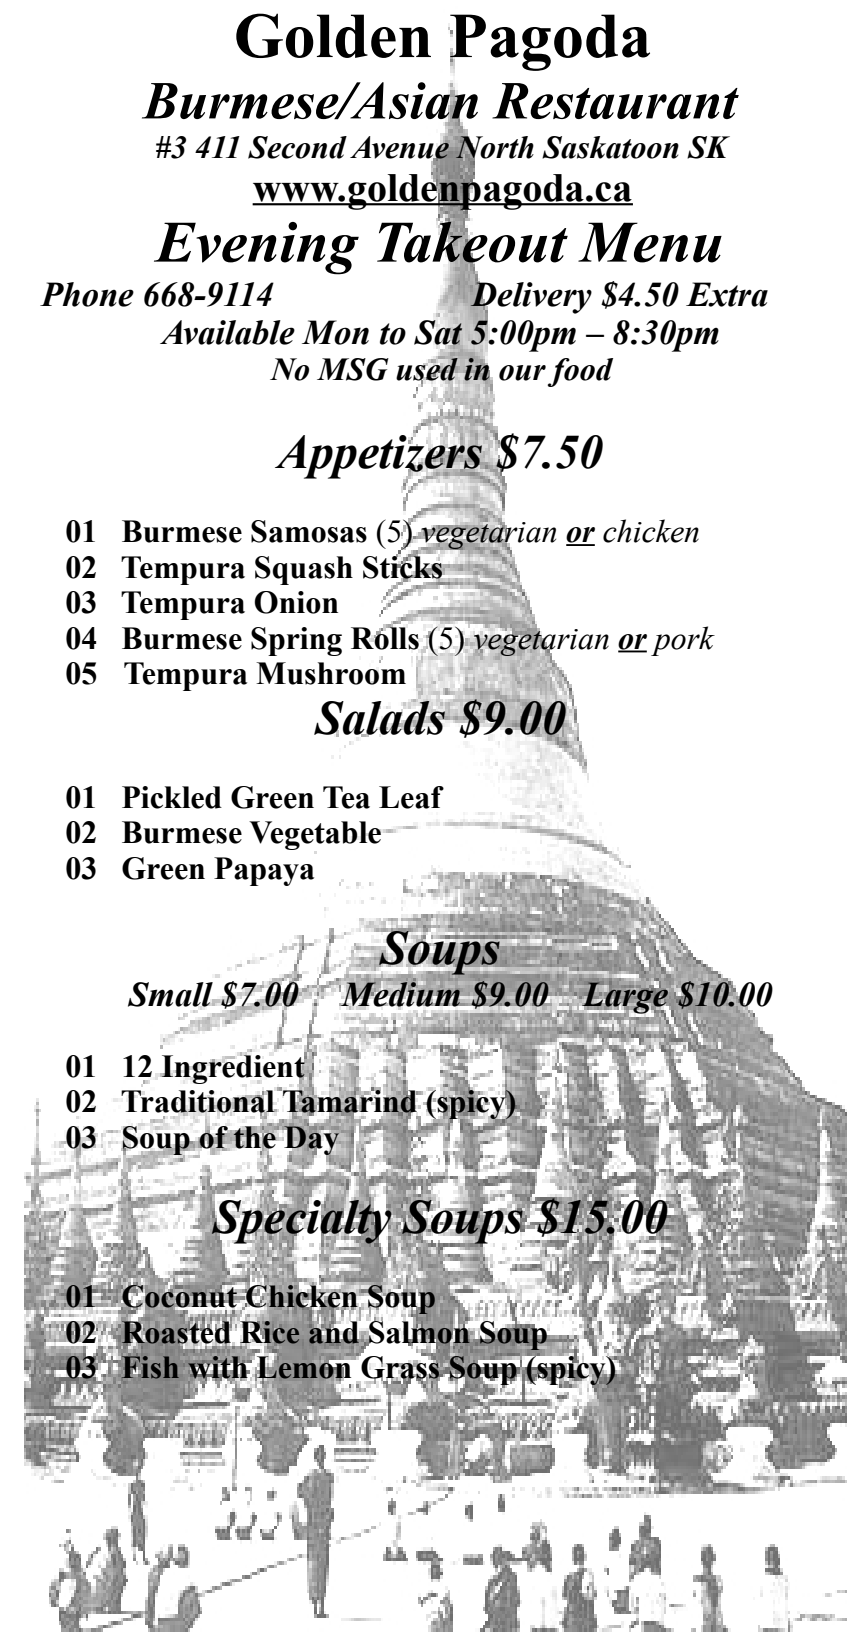 Golden Pagoda
Burmese/Asian Restaurant
#3 411 Second Avenue North Saskatoon SK
www.goldenpagoda.ca
Evening Takeout Menu
Phone 668-9114 Delivery $4.50 Extra
Available Mon to Sat 5:00pm – 8:30pm
No MSG used in our food
Appetizers $7.50
01 Burmese Samosas (5) vegetarian or chicken
02 Tempura Squash Sticks
03 Tempura Onion
04 Burmese Spring Rolls (5) vegetarian or pork
05 Tempura Mushroom
Salads $9.00
01 Pickled Green Tea Leaf
02 Burmese Vegetable
03 Green Papaya
Soups
Small $7.00 Medium $9.00 Large $10.00
01 12 Ingredient
02 Traditional Tamarind (spicy)
03 Soup of the Day
Specialty Soups $15.00
01 Coconut Chicken Soup
02 Roasted Rice and Salmon Soup
03 Fish with Lemon Grass Soup (spicy)